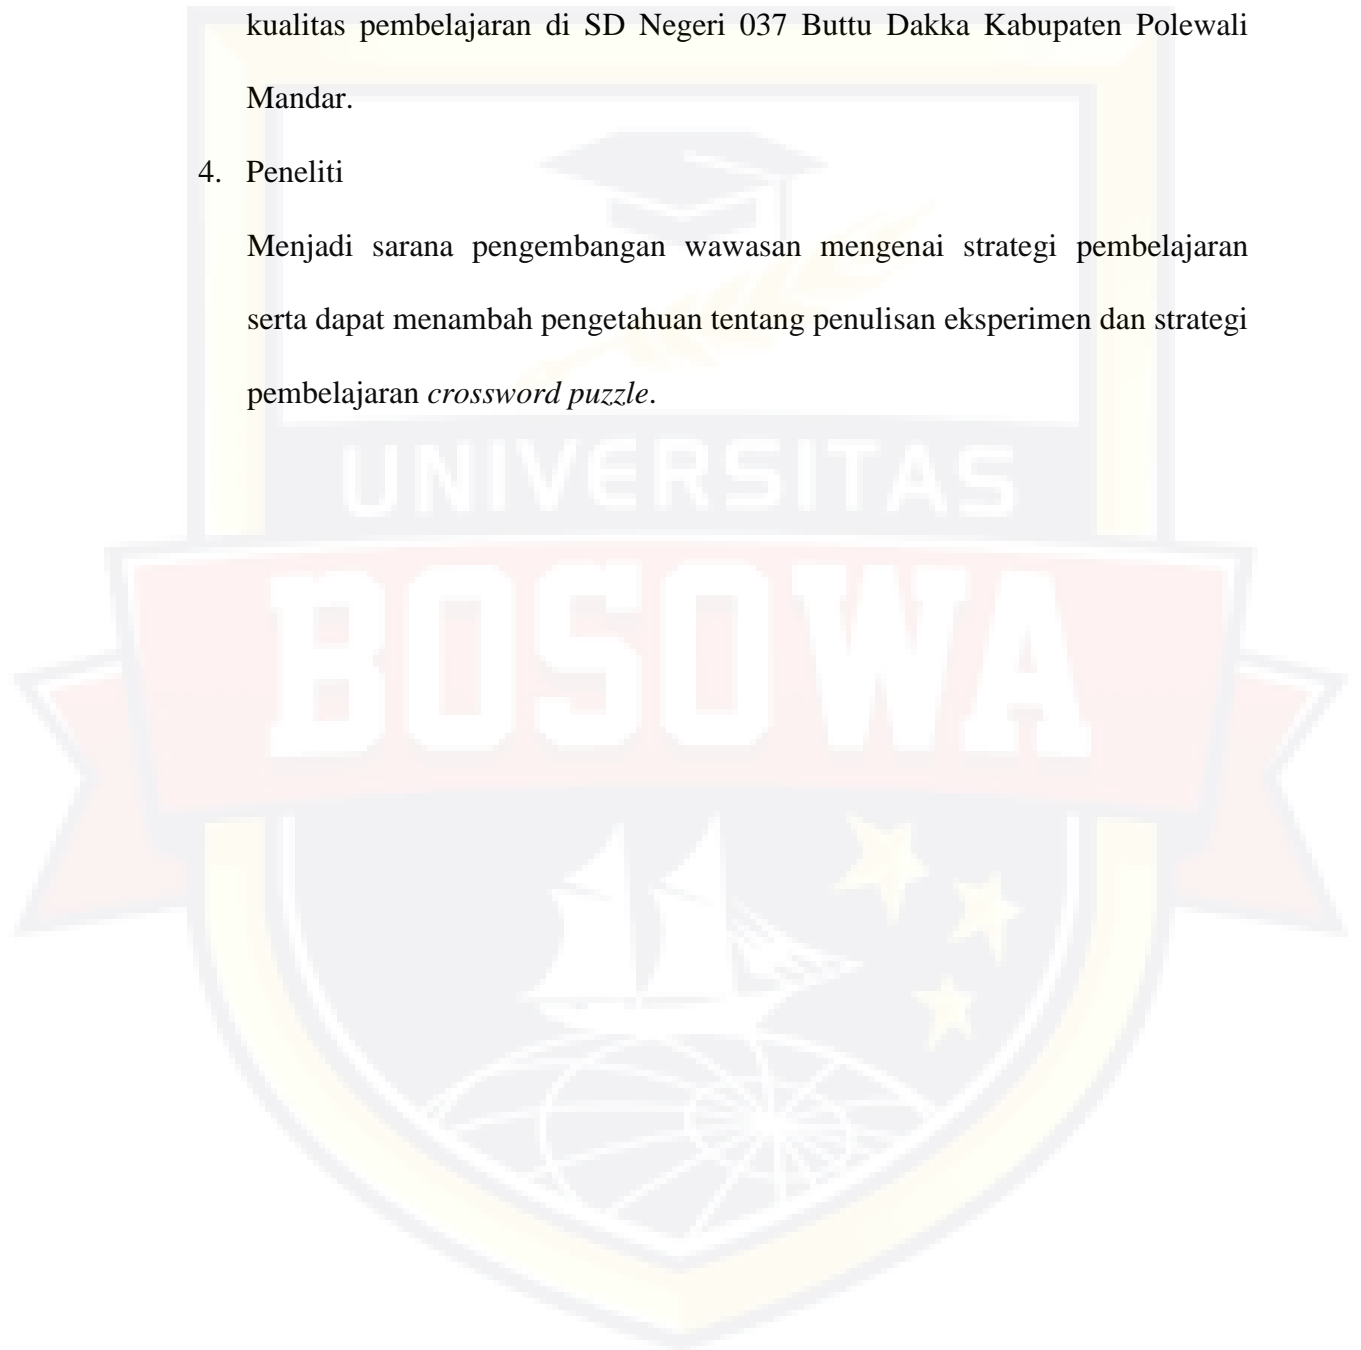 kualitas pembelajaran di SD Negeri 037 Buttu Dakka Kabupaten Polewali
Mandar.
4. Peneliti
Menjadi sarana pengembangan wawasan mengenai strategi pembelajaran
serta dapat menambah pengetahuan tentang penulisan eksperimen dan strategi
pembelajaran crossword puzzle.
UNIVERSITAS
BOSOWA